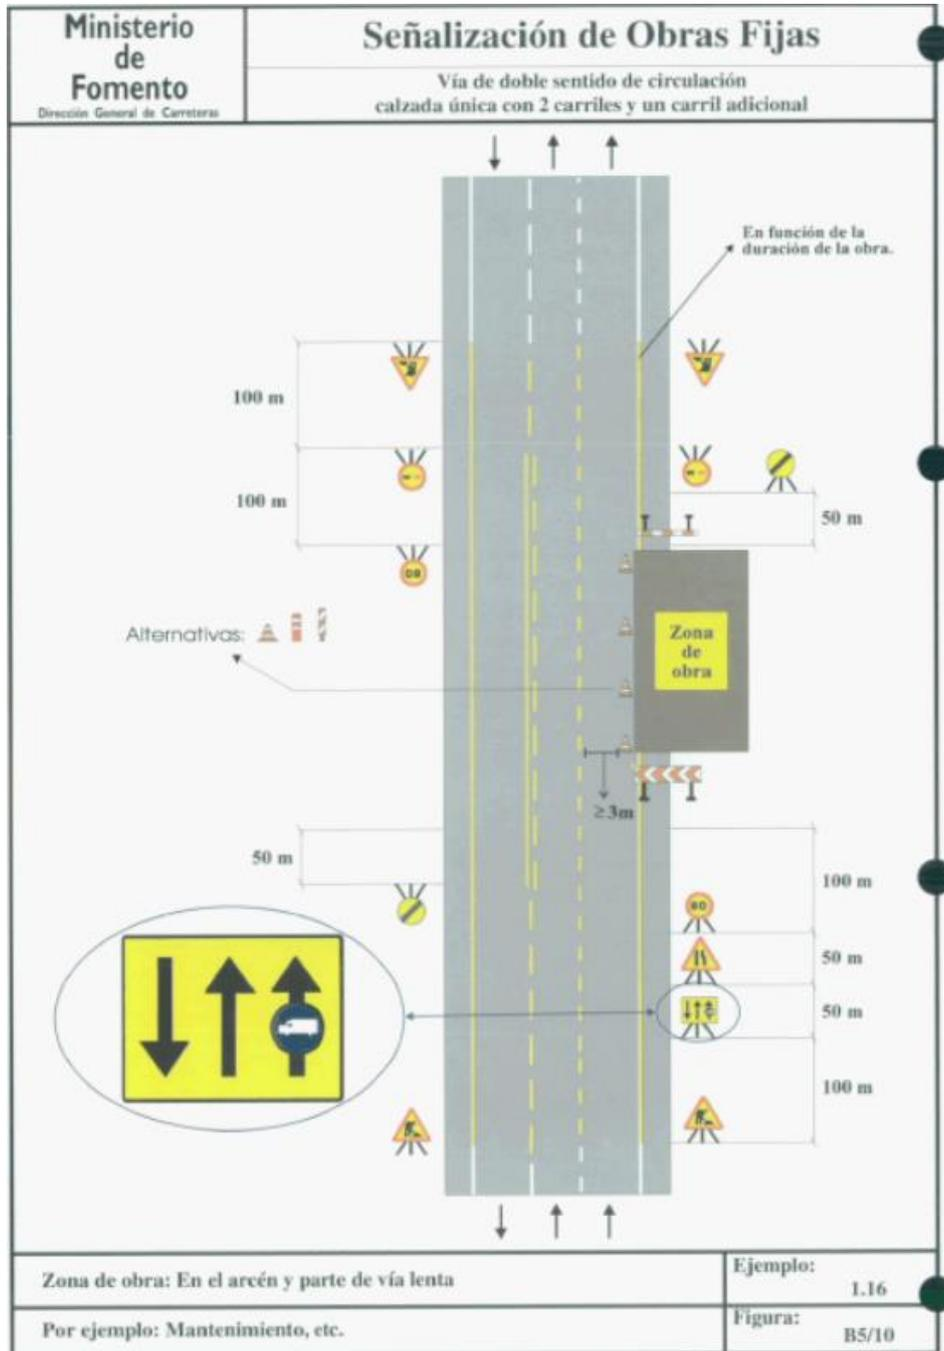 Ministerio
de
Fomento
Dirección General de Carreteras
Señalización de Obras Fijas
Vía de doble sentido de circulación
calzada única con 2 carriles y un carril adicional
En función de la
duración de la obra.
100 m
100 m
50 m
Alternativas:
Zona
de
obra
≥3m
50 m
100 m
60
50 m
50 m
100 m
Zona de obra: En el arcén y parte de vía lenta
Ejemplo:
1.16
Por ejemplo: Mantenimiento, etc.
Figura:
B5/10